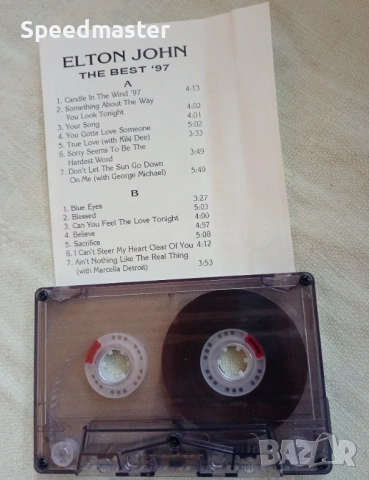 Speedmaster
ELTON JOHN
THE BEST '97
A
1. Candle In The Wind '97 4:13
2. Something About The Way
You Look Tonight 4:02
3. Your Song 4:01
4. You Gotta Love Someone 5:02
5. True Love (with Kiki Dee) 3:33
6. Sorry Seems To Be The
Hardest Word 3:49
7. Don't Let The Sun Go Down
On Me (with George Michael) 5:49
B
1. Blue Eyes 3:27
2. Blessed 5:03
3. Can You Feel The Love Tonight 4:00
4. Believe 4:57
5. Sacrifice 5:08
6. I Can't Steer My Heart Clear Of You 4:12
7. Ain't Nothing Like The Real Thing
(with Marcella Detroit) 3:53
BAZAR